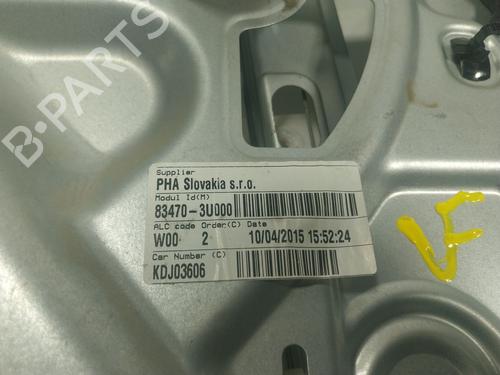 B-PARTS
Supplier
PHA Slovakia s.r.o.
Modul Id(M)
83470-3U000
ALC code Order(C) Date
W00 2 10/04/2015 15:52:24
Car Number (C)
KDJ03606